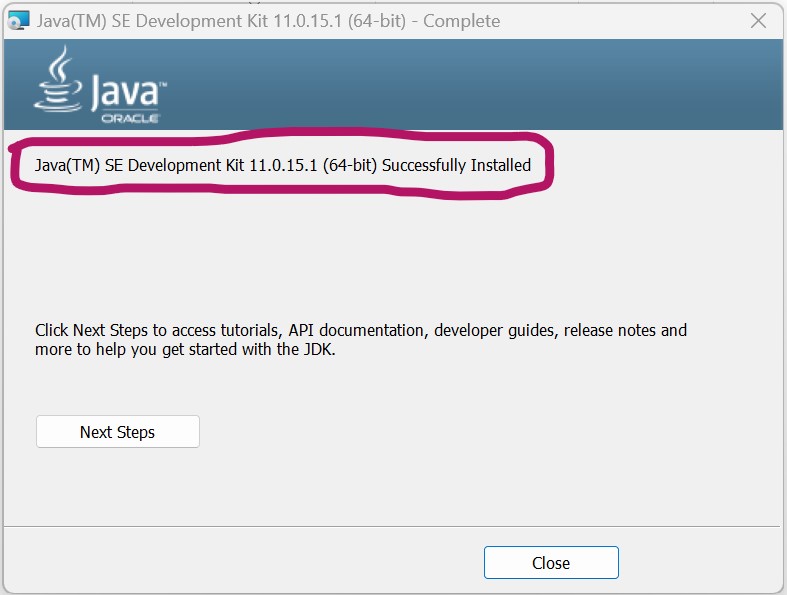 Java(TM) SE Development Kit 11.0.15.1 (64-bit) - Complete
Java™
ORACLE
Java(TM) SE Development Kit 11.0.15.1 (64-bit) Successfully Installed
Click Next Steps to access tutorials, API documentation, developer guides, release notes and
more to help you get started with the JDK.
Next Steps
Close